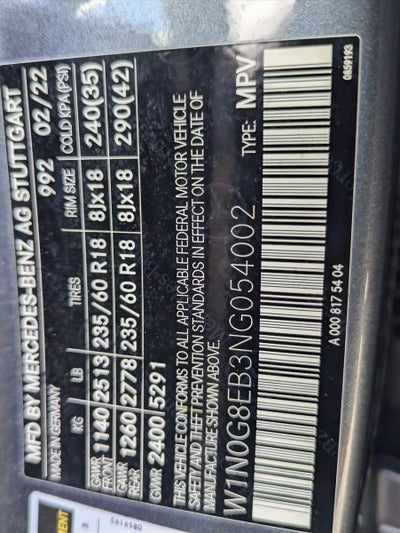 MFD BY MERCEDES-BENZ AG STUTTGART
MADE IN GERMANY 992 02/22
KG LB TIRES RIM SIZE COLD KPA (PSI)
GAWR FRONT 1140 2513 235/60 R18 8Jx18 240(35)
GAWR REAR 1260 2778 235/60 R18 8Jx18 290(42)
GVWR 2400 5291
THIS VEHICLE CONFORMS TO ALL APPLICABLE FEDERAL MOTOR VEHICLE
SAFETY AND THEFT PREVENTION STANDARDS IN EFFECT ON THE DATE OF
MANUFACTURE SHOWN ABOVE.
W1N0G8EB3NG054002 TYPE: MPV
A 000 817 54 04
0859193